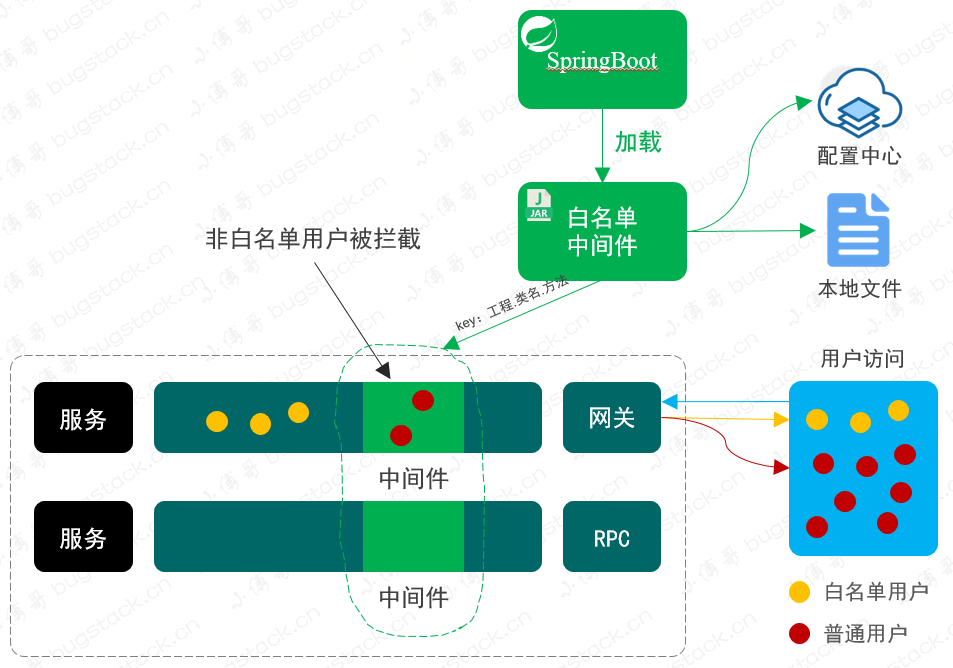 SpringBoot
加载
配置中心
JAR
白名单
中间件
非白名单用户被拦截
本地文件
key：工程.类名.方法
用户访问
服务
网关
中间件
服务
RPC
中间件
白名单用户
普通用户
小傅哥 bugstack.cn